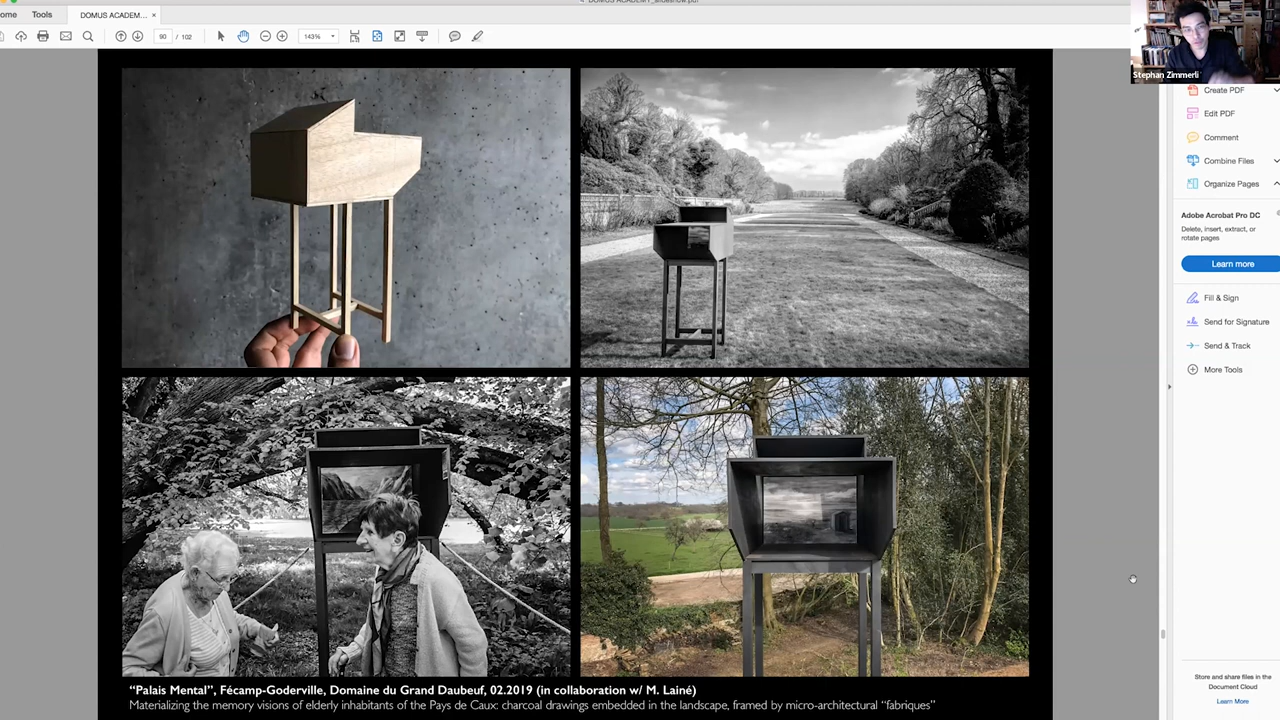 DOMUS ACADEMY_slideshow.pdf
ome
Tools
DOMUS ACADEM...
×
90 / 102
143%
Stephan Zimmerli
Create PDF
Edit PDF
Comment
Combine Files
Organize Pages
Adobe Acrobat Pro DC
Delete, insert, extract, or
rotate pages
Learn more
Fill & Sign
Send for Signature
Send & Track
More Tools
Store and share files in the
Document Cloud
Learn More
“Palais Mental”, Fécamp-Goderville, Domaine du Grand Daubeuf, 02.2019 (in collaboration w/ M. Lainé)
Materializing the memory visions of elderly inhabitants of the Pays de Caux: charcoal drawings embedded in the landscape, framed by micro-architectural “fabriques”